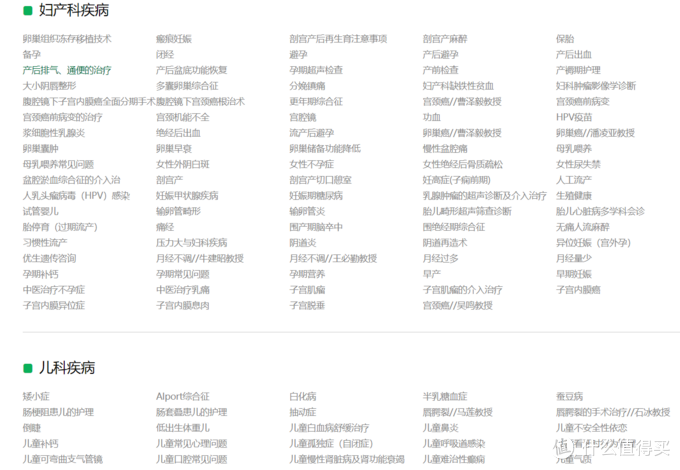 妇产科疾病
卵巢组织冻存移植技术 瘢痕妊娠 剖宫产后再生育注意事项 剖宫产麻醉 保胎
备孕 闭经 避孕 产后避孕 产后出血
产后排气、通便的治疗 产后盆底功能恢复 孕期超声检查 产前检查 产褥期护理
大小阴唇整形 多囊卵巢综合征 分娩镇痛 妇产科缺铁性贫血 妇科肿瘤影像学诊断
腹腔镜下子宫内膜癌全面分期手术 腹腔镜下宫颈癌根治术 更年期综合征 宫颈癌//曹泽毅教授 宫颈癌前病变
宫颈癌前病变的治疗 宫颈机能不全 宫腔镜 功血 HPV疫苗
浆细胞性乳腺炎 绝经后出血 流产后避孕 卵巢癌//曹泽毅教授 卵巢癌//潘凌亚教授
卵巢囊肿 卵巢早衰 卵巢储备功能降低 慢性盆腔痛 母乳喂养
母乳喂养常见问题 女性外阴白斑 女性不孕症 女性绝经后骨质疏松 女性尿失禁
盆腔淤血综合征的介入治 剖宫产 剖宫产切口憩室 妊高症(子痫前期) 人工流产
人乳头瘤病毒（HPV）感染 妊娠甲状腺疾病 妊娠期糖尿病 乳腺肿瘤的超声诊断及介入治疗 生殖健康
试管婴儿 输卵管畸形 输卵管炎 胎儿畸形超声筛查诊断 胎儿心脏病多学科会诊
胎停育（过期流产） 痛经 围产期脑卒中 围绝经期综合征 无痛人流麻醉
习惯性流产 压力大与妇科疾病 阴道炎 阴道再造术 异位妊娠（宫外孕）
优生遗传咨询 月经不调//牛建昭教授 月经不调//王必勤教授 月经过多 月经量少
孕期补钙 孕期常见问题 孕期营养 早产 早期妊娠
中医治疗不孕症 中医治疗乳痛 子宫肌瘤 子宫肌瘤的介入治疗 子宫内膜癌
子宫内膜异位症 子宫内膜息肉 子宫脱垂 宫颈癌//吴鸣教授
儿科疾病
矮小症 Alport综合征 白化病 半乳糖血症 蚕豆病
肠梗阻患儿的护理 肠套叠患儿的护理 抽动症 唇腭裂//马莲教授 唇腭裂的手术治疗//石冰教授
倒睫 低出生体重儿 儿童白血病舒缓治疗 儿童鼻炎 儿童不安全性依恋
儿童补钙 儿童常见心理问题 儿童孤独症（自闭症） 儿童呼吸道感染
儿童可弯曲支气管镜 儿童口腔常见问题 儿童慢性肾脏病及肾功能衰竭 儿童难治性癫痫 儿童气质
值 什么值得买